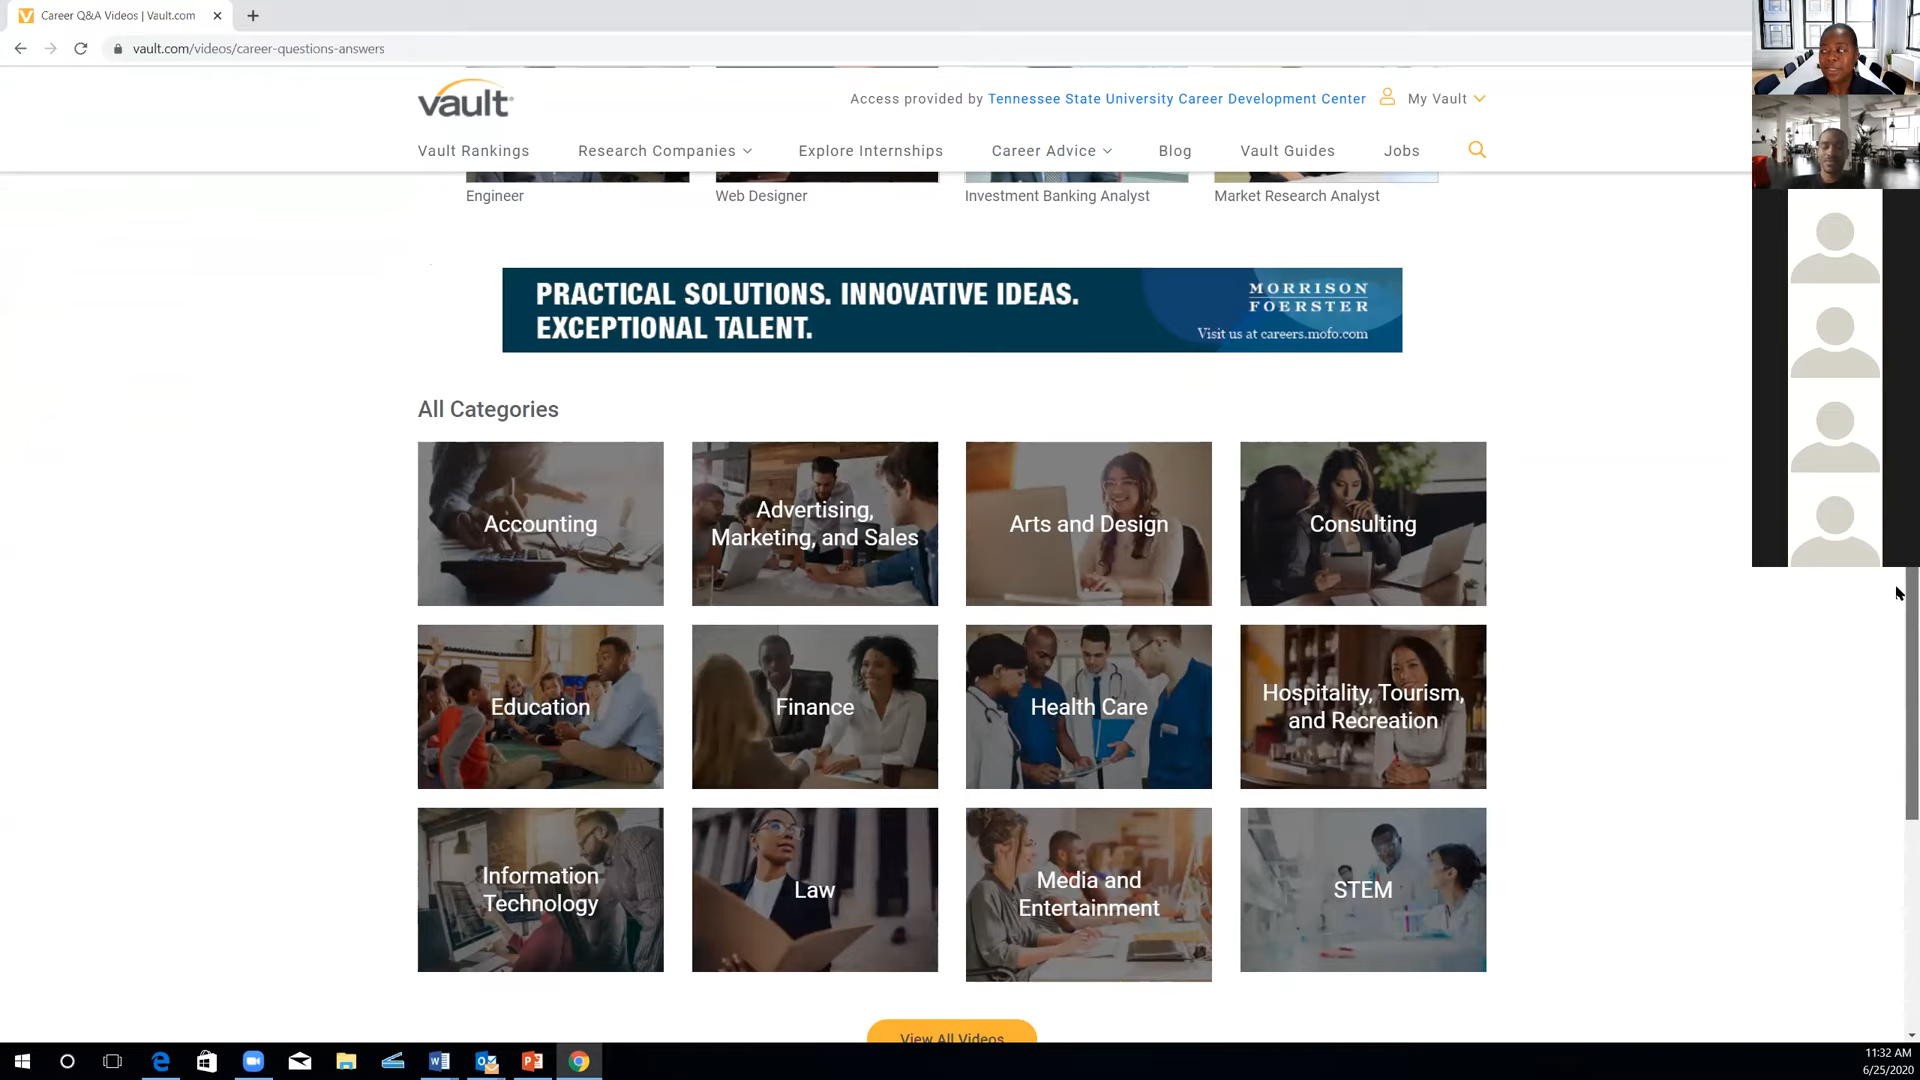 Career Q&A Videos | Vault.com
vault.com/videos/career-questions-answers
vault
Access provided by Tennessee State University Career Development Center
My Vault
Vault Rankings
Research Companies
Explore Internships
Career Advice
Blog
Vault Guides
Jobs
Engineer
Web Designer
Investment Banking Analyst
Market Research Analyst
PRACTICAL SOLUTIONS. INNOVATIVE IDEAS.
EXCEPTIONAL TALENT.
MORRISON
FOERSTER
Visit us at careers.mofo.com
All Categories
Accounting
Advertising,
Marketing, and Sales
Arts and Design
Consulting
Education
Finance
Health Care
Hospitality, Tourism,
and Recreation
Information
Technology
Law
Media and
Entertainment
STEM
View All Videos
11:32 AM
6/25/2020